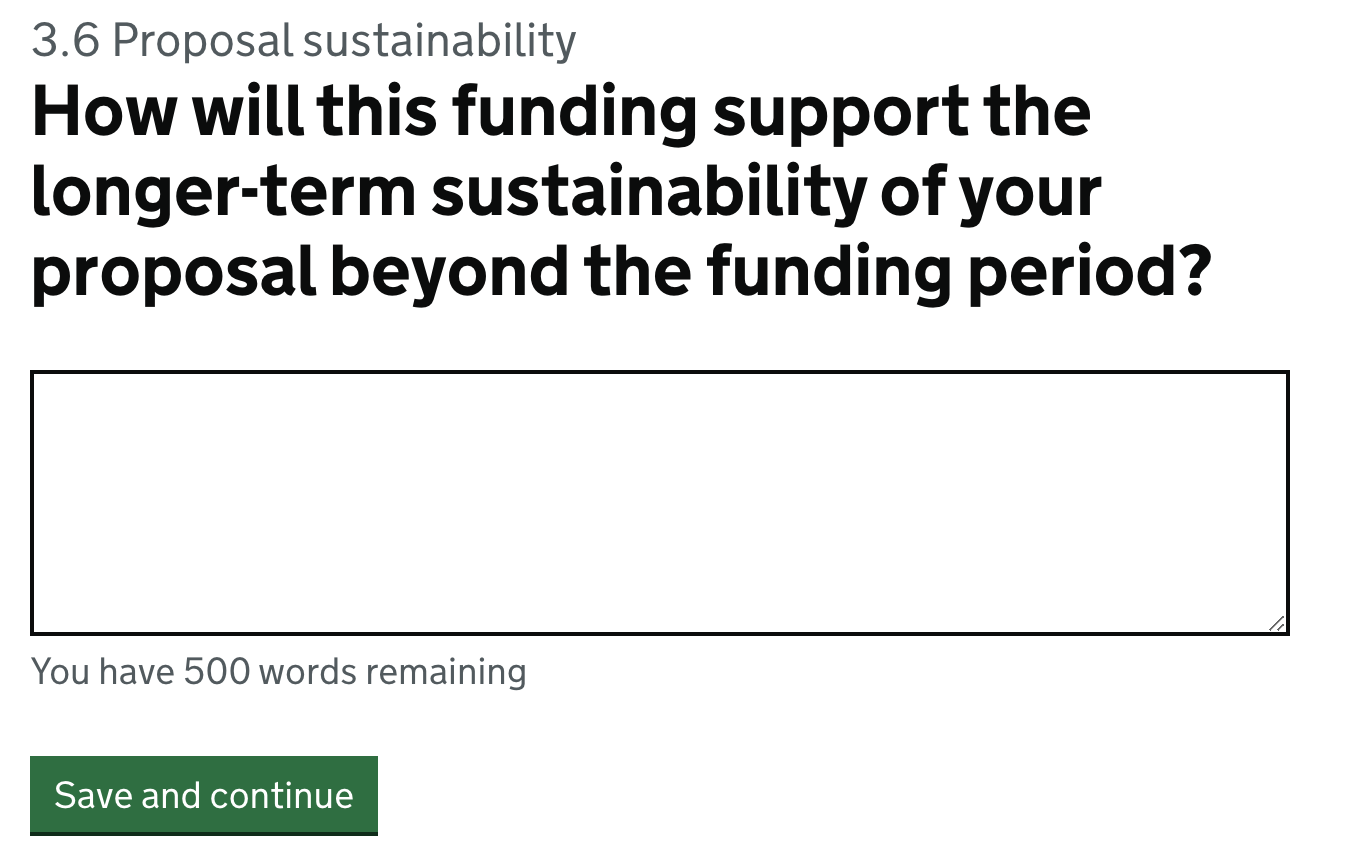 3.6 Proposal sustainability
How will this funding support the
longer-term sustainability of your
proposal beyond the funding period?
You have 500 words remaining
Save and continue